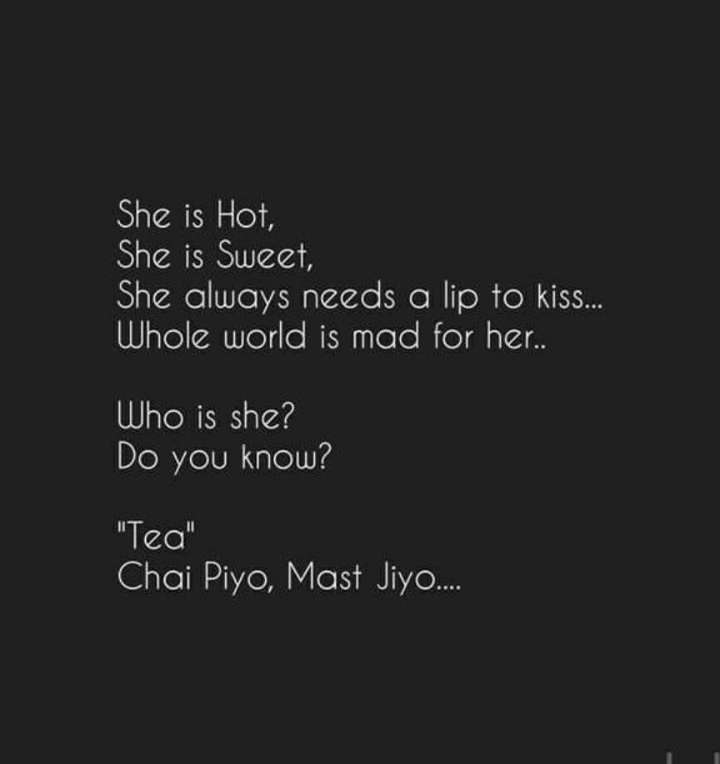 She is Hot,
She is Sweet,
She always needs a lip to kiss...
Whole world is mad for her..
Who is she?
Do you know?
"Tea"
Chai Piyo, Mast Jiyo....